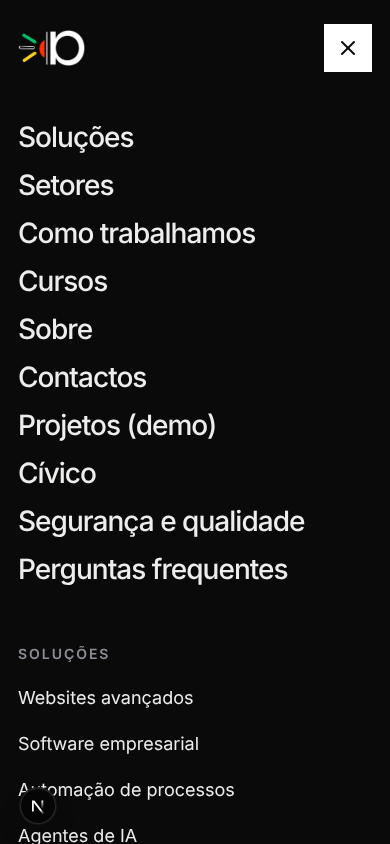 Soluções
Setores
Como trabalhamos
Cursos
Sobre
Contactos
Projetos (demo)
Cívico
Segurança e qualidade
Perguntas frequentes
SOLUÇÕES
Websites avançados
Software empresarial
Automação de processos
N
Agentes de IA